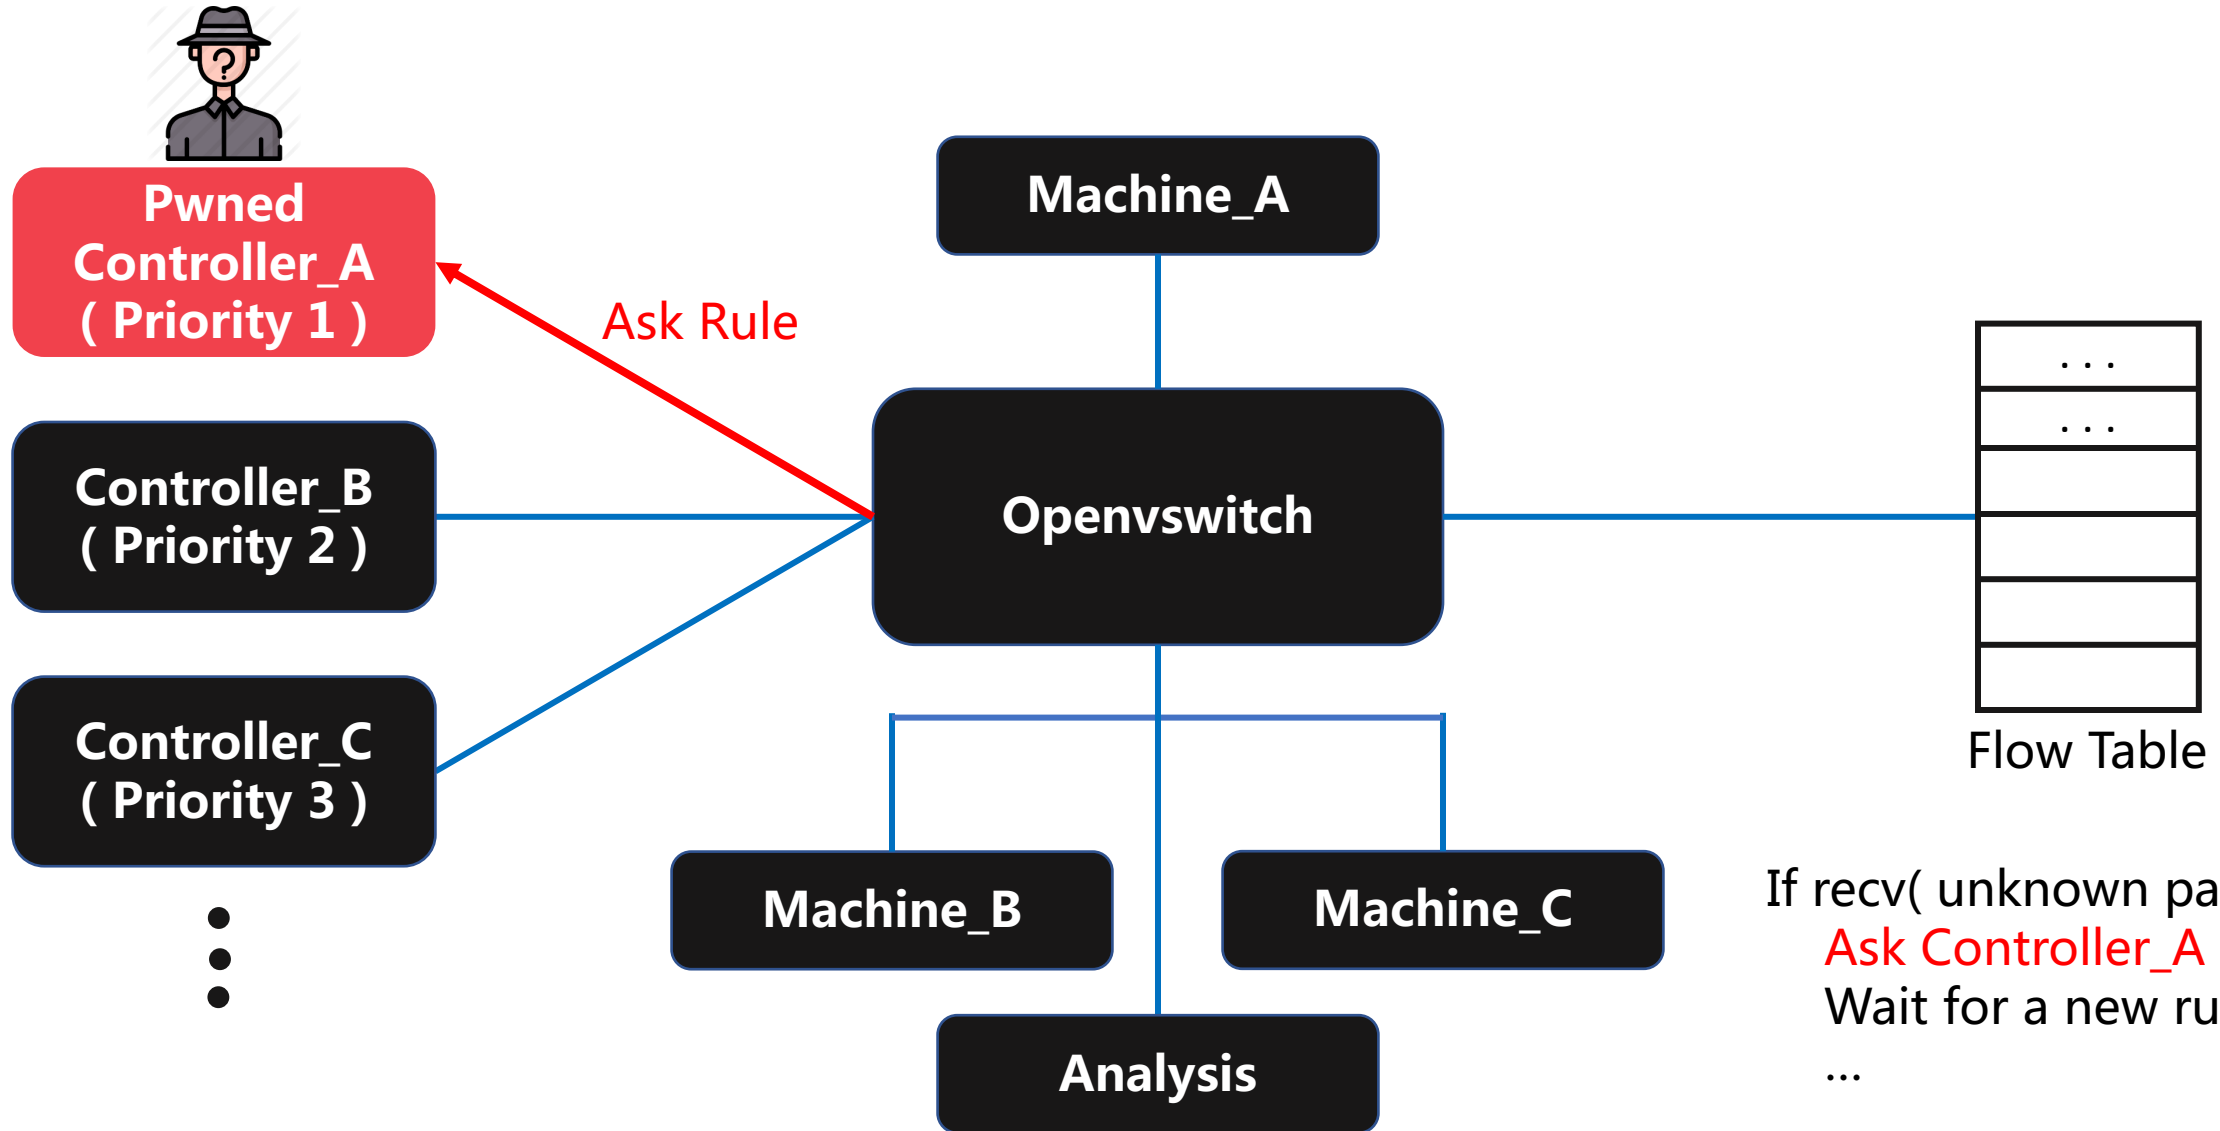 ?
Pwned
Controller_A
( Priority 1 )
Ask Rule
Machine_A
Controller_B
( Priority 2 )
Openvswitch
. . .
. . .
Flow Table
Controller_C
( Priority 3 )
Machine_B
Machine_C
Analysis
If recv( unknown pa
Ask Controller_A
Wait for a new ru
...